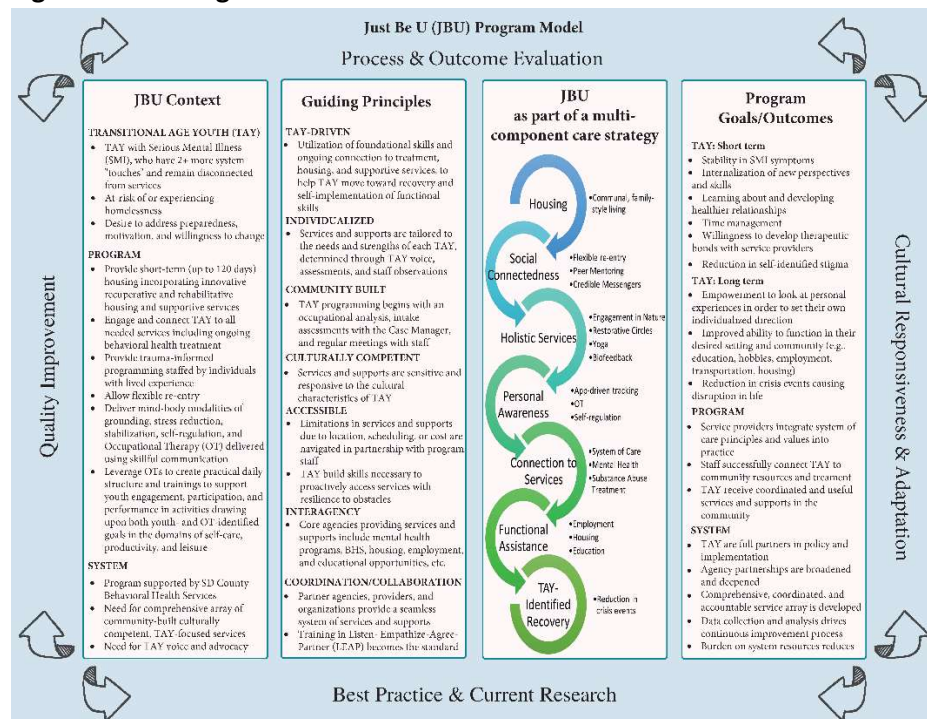 Just Be U (JBU) Program Model
Process & Outcome Evaluation
Quality Improvement
JBU Context
TRANSITIONAL AGE YOUTH (TAY)
• TAY with Serious Mental Illness
(SMI), who have 2+ more system
"touches" and remain disconnected
from services
• At risk of or experiencing
homelessness
• Desire to address preparedness,
motivation, and willingness to change
PROGRAM
• Provide short-term (up to 120 days)
housing incorporating innovative
recuperative and rehabilitative
housing and supportive services
• Engage and connect TAY to all
needed services including ongoing
behavioral health treatment
• Provide trauma-informed
programming staffed by individuals
with lived experience
• Allow flexible re-entry
• Deliver mind-body modalities of
grounding, stress reduction,
stabilization, self-regulation, and
Occupational Therapy (OT) delivered
using skillful communication
• Leverage OTs to create practical daily
structure and trainings to support
youth engagement, participation, and
performance in activities drawing
upon both youth- and OT-identified
goals in the domains of self-care,
productivity, and leisure
SYSTEM
• Program supported by SD County
Behavioral Health Services
• Need for comprehensive array of
community-built culturally
competent, TAY-focused services
• Need for TAY voice and advocacy
Guiding Principles
TAY-DRIVEN
• Utilization of foundational skills and
ongoing connection to treatment,
housing, and supportive services, to
help TAY move toward recovery and
self-implementation of functional
skills
INDIVIDUALIZED
• Services and supports are tailored to
the needs and strengths of each TAY,
determined through TAY voice,
assessments, and staff observations
COMMUNITY BUILT
• TAY programming begins with an
occupational analysis, intake
assessments with the Case Manager,
and regular meetings with staff
CULTURALLY COMPETENT
• Services and supports are sensitive and
responsive to the cultural
characteristics of TAY
ACCESSIBLE
• Limitations in services and supports
due to location, scheduling, or cost are
navigated in partnership with program
staff
• TAY build skills necessary to
proactively access services with
resilience to obstacles
INTERAGENCY
• Core agencies providing services and
supports include mental health
programs, BHS, housing, employment,
and educational opportunities, etc.
COORDINATION/COLLABORATION
• Partner agencies, providers, and
organizations provide a seamless
system of services and supports
• Training in Listen- Empathize-Agree-
Partner (LEAP) becomes the standard
JBU
as part of a multi-
component care strategy
Housing
•Communal, family-
style living
Social
Connectedness
•Flexible re-entry
•Peer Mentoring
•Credible Messengers
Holistic Services
•Engagement in Nature
•Restorative Circles
•Yoga
•Biofeedback
Personal
Awareness
•App-driven tracking
•OT
•Self-regulation
Connection to
Services
•System of Care
•Mental Health
•Substance Abuse
Treatment
Functional
Assistance
•Employment
•Housing
•Education
TAY-
Identified
Recovery
•Reduction in
crisis events
Program
Goals/Outcomes
TAY: Short term
• Stability in SMI symptoms
• Internalization of new perspectives
and skills
• Learning about and developing
healthier relationships
• Time management
• Willingness to develop therapeutic
bonds with service providers
• Reduction in self-identified stigma
TAY: Long term
• Empowerment to look at personal
experiences in order to set their own
individualized direction
• Improved ability to function in their
desired setting and community (e.g.,
education, hobbies, employment,
transportation, housing)
• Reduction in crisis events causing
disruption in life
PROGRAM
• Service providers integrate system of
care principles and values into
practice
• Staff successfully connect TAY to
community resources and treament
• TAY receive coordinated and useful
services and supports in the
community
SYSTEM
• TAY are full partners in policy and
implementation
• Agency partnerships are broadened
and deepened
• Comprehensive, coordinated, and
accountable service array is developed
• Data collection and analysis drives
continuous improvement process
• Burden on system resources reduces
Cultural Responsiveness & Adaptation
Best Practice & Current Research